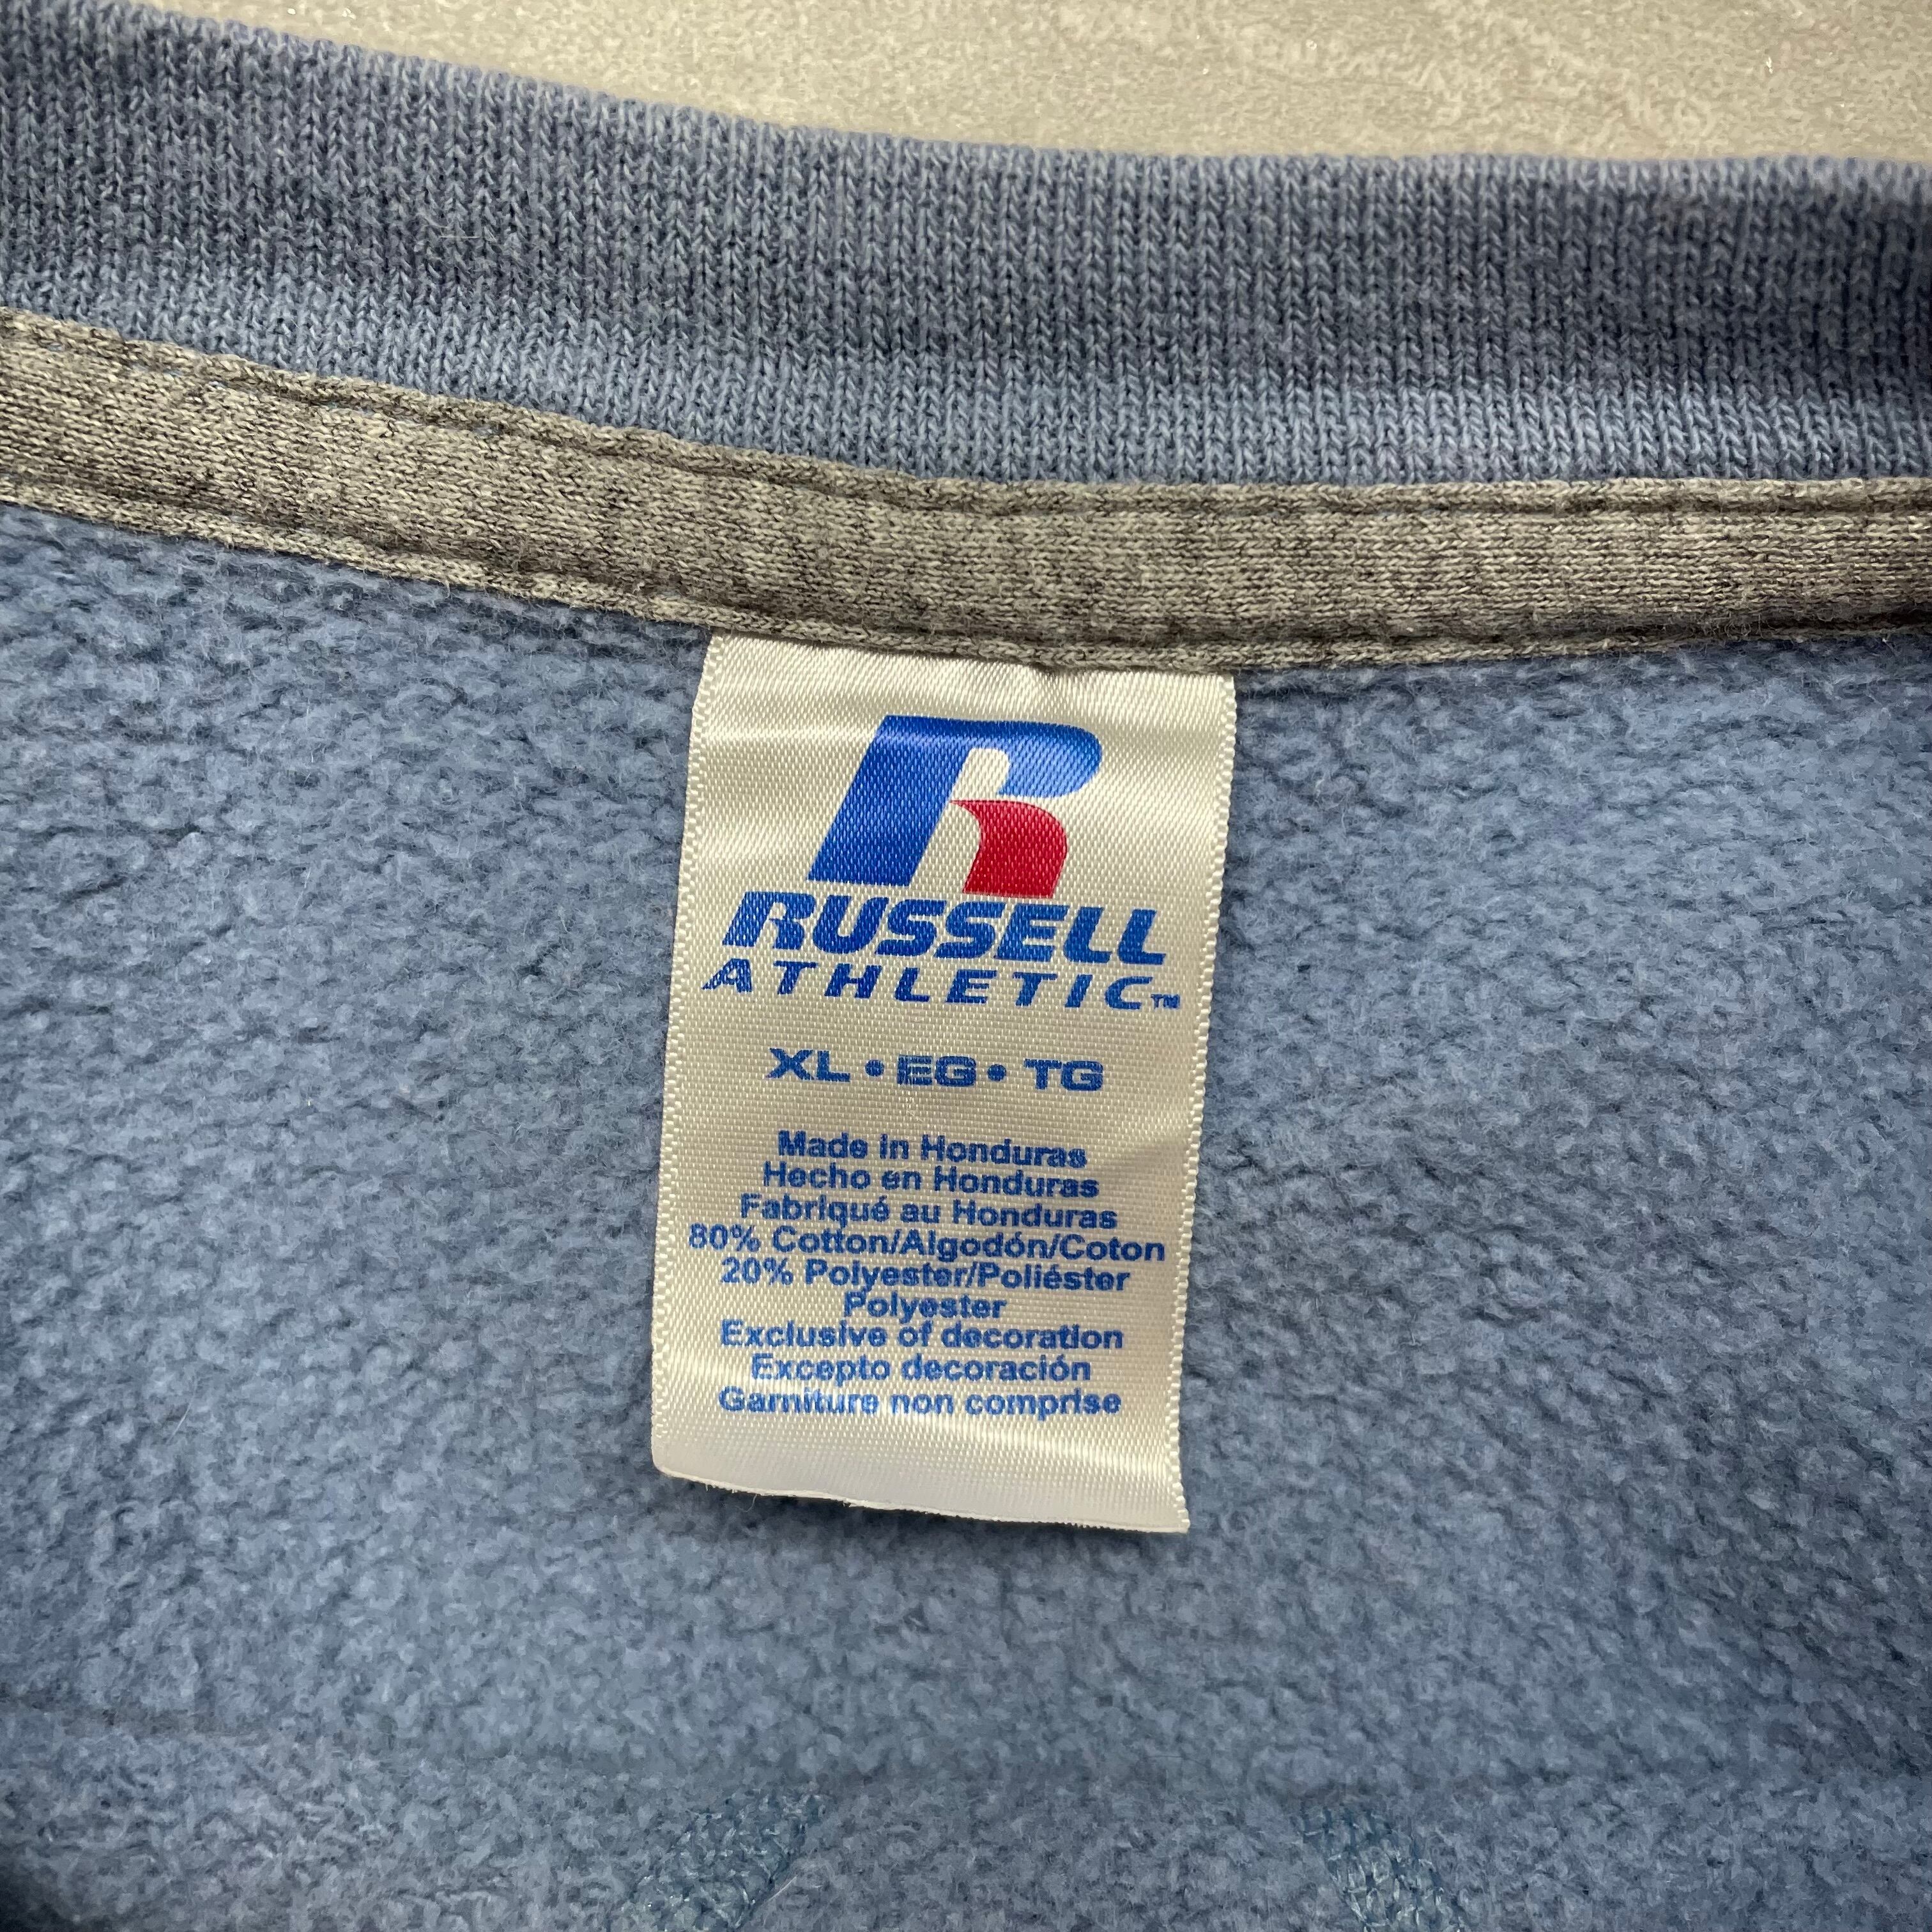 R
RUSSELL
ATHLETIC™
XL • EG • TG
Made in Honduras
Hecho en Honduras
Fabriqué au Honduras
80% Cotton/Algodón/Coton
20% Polyester/Poliéster
Polyester
Exclusive of decoration
Excepto decoración
Garniture non comprise